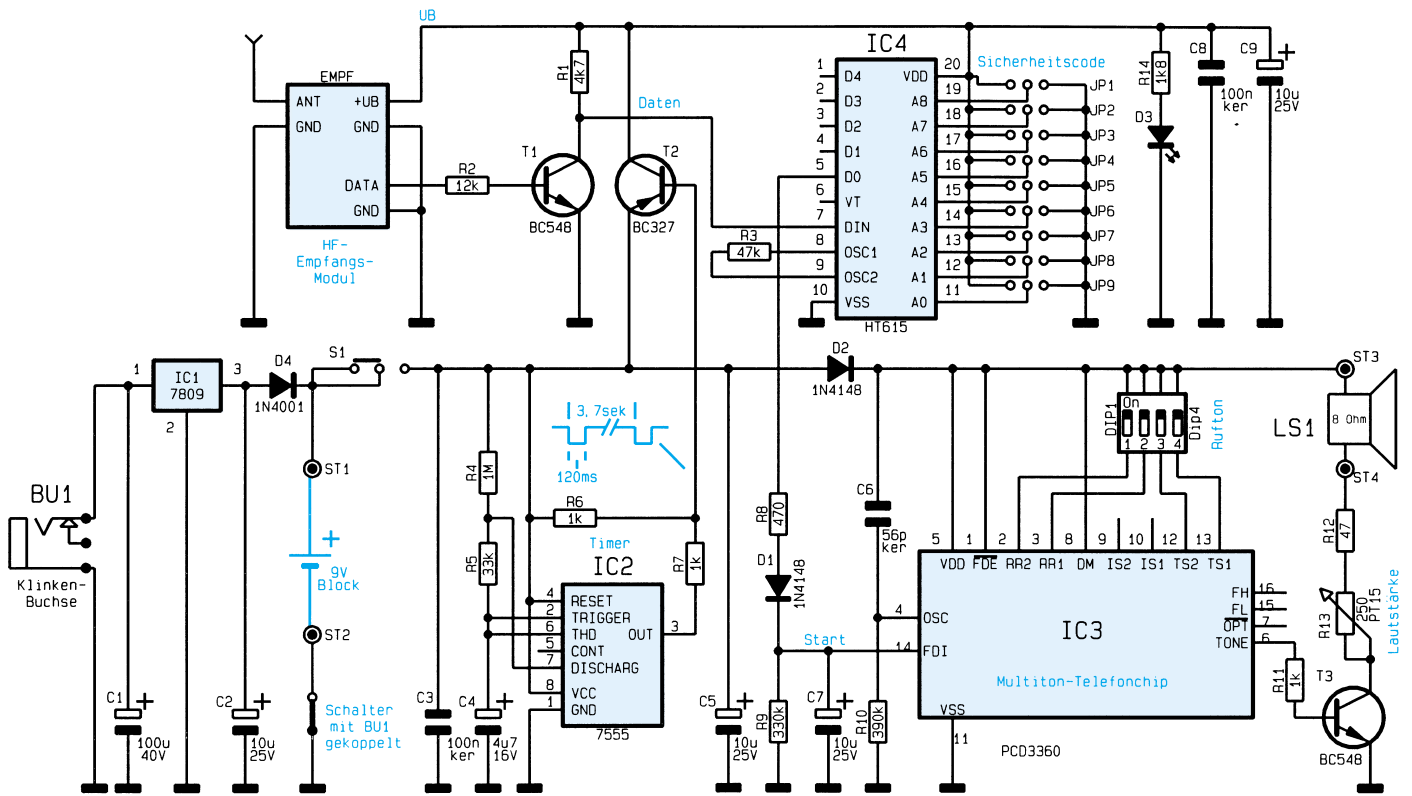 UB
EMPF
ANT
+UB
GND
GND
DATA
GND
HF-
Empfangs-
Modul
R2
12k
R1
4k7
Daten
T1
BC548
T2
BC327
R3
47k
IC4
1
2
3
4
5
6
7
8
9
10
D4
D3
D2
D1
D0
VT
DIN
OSC1
OSC2
VSS
VDD
A8
A7
A6
A5
A4
A3
A2
A1
A0
20
19
18
17
16
15
14
13
12
11
HT615
Sicherheitscode
JP1
JP2
JP3
JP4
JP5
JP6
JP7
JP8
JP9
R14
1k8
D3
C8
100n
ker
C9
+
10u
25V
1
IC1
7809
3
2
D4
1N4001
S1
ST1
+
9V
Block
ST2
Schalter
mit BU1
gekoppelt
BU1
Klinken-
Buchse
C1
+
100u
40V
C2
+
10u
25V
C3
100n
ker
C4
+
4u7
16V
R4
1M
R5
33k
3,7sek
120ms
R6
1k
R7
1k
Timer
IC2
4
2
6
5
7
8
1
RESET
TRIGGER
THD
CONT
DISCHARG
VCC
GND
OUT
3
7555
C5
+
10u
25V
D2
1N4148
R8
470
D1
1N4148
Start
R9
330k
C7
+
10u
25V
C6
56p
ker
R10
390k
DIP1
On
Dip4
1
2
3
4
Rufton
5
1
2
3
8
9
10
12
13
VDD
FDE
RR2
RR1
DM
IS2
IS1
TS2
TS1
4
OSC
14
FDI
IC3
Multiton-Telefonchip
FH
FL
OPT
TONE
16
15
7
6
VSS
11
PCD3360
ST3
LS1
8 Ohm
ST4
R12
47
R13
250
PT15
Lautstärke
R11
1k
T3
BC548